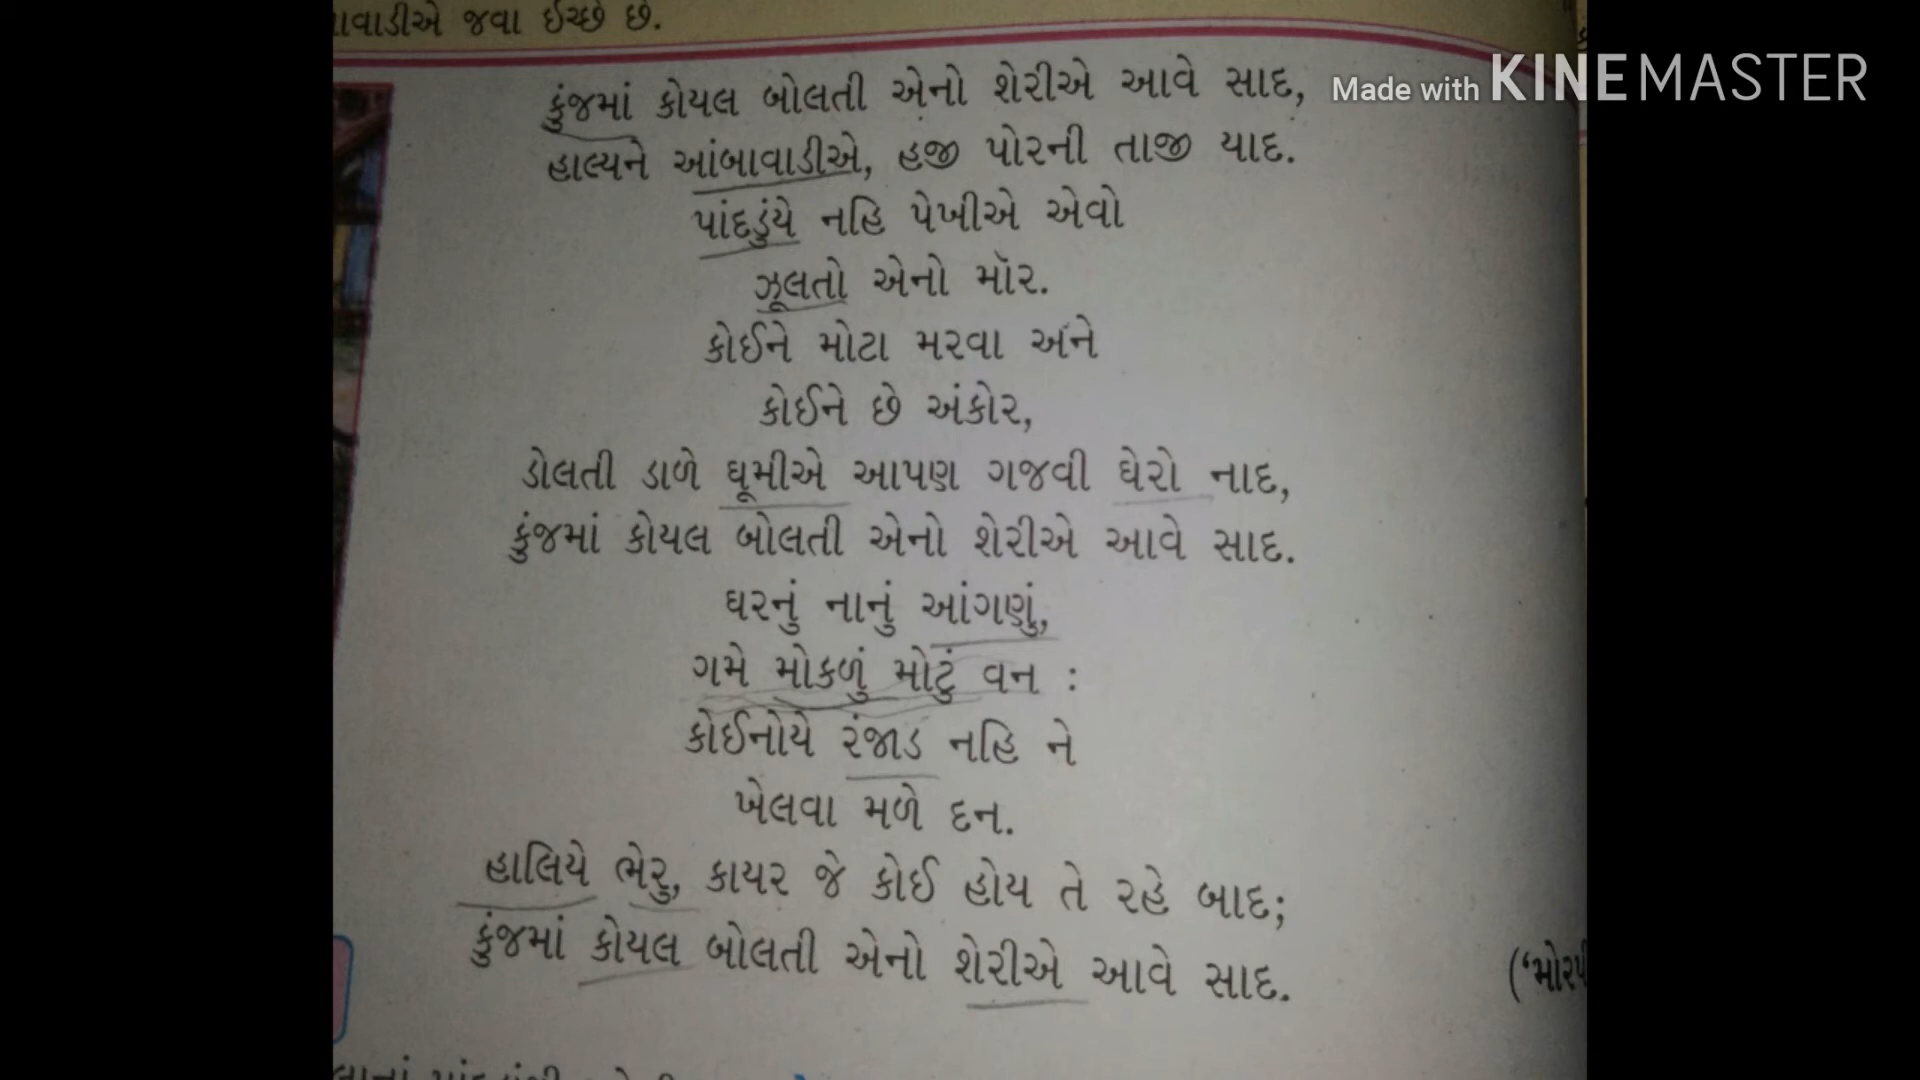 જવા ઈચ્છે છે.
Made with KINEMASTER
કુંજમાં કોયલ બોલતી એનો શેરીએ આવે સાદ,
હાલ્યને આંબાવાડીએ, હજી પોરની તાજી યાદ.
પાંદડુંયે નહિ પેખીએ એવો
ઝૂલતો એનો મૉર.
કોઈને મોટા મરવા અને
કોઈને છે અંકોર,
ડોલતી ડાળે ઘૂમીએ આપણ ગજવી ઘેરો નાદ,
કુંજમાં કોયલ બોલતી એનો શેરીએ આવે સાદ.
ઘરનું નાનું આંગણું,
ગમે મોકળું મોટું વન :
કોઈનોયે રંજાડ નહિ ને
ખેલવા મળે દન.
હાલિયે ભેરુ, કાયર જે કોઈ હોય તે રહે બાદ;
કુંજમાં કોયલ બોલતી એનો શેરીએ આવે સાદ.